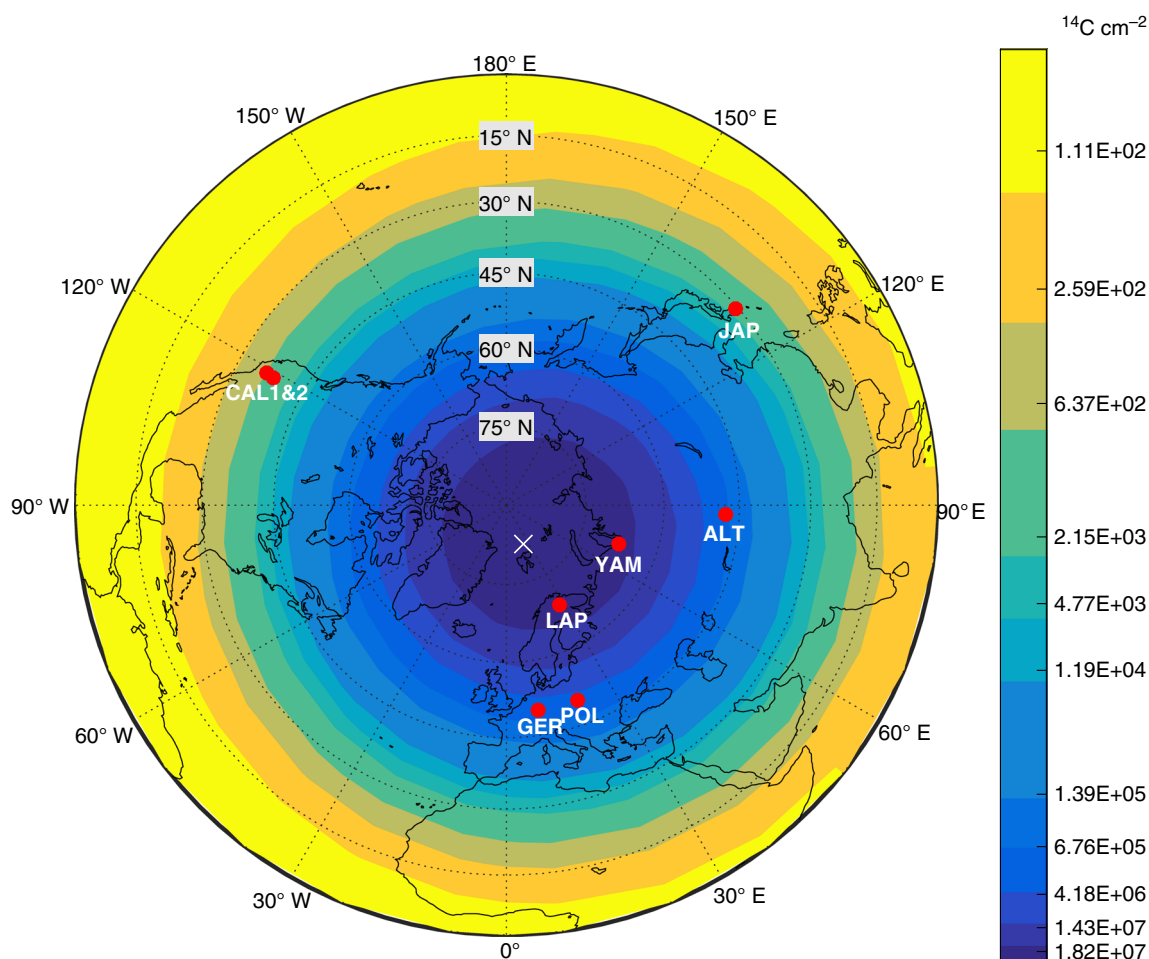 ¹⁴C cm⁻²
180° E
150° W
150° E
15° N
1.11E+02
30° N
45° N
120° W
120° E
2.59E+02
JAP
60° N
CAL1&2
6.37E+02
75° N
90° W
90° E
ALT
2.15E+03
YAM
4.77E+03
LAP
1.19E+04
GER
POL
60° W
60° E
1.39E+05
6.76E+05
30° W
30° E
4.18E+06
1.43E+07
0°
1.82E+07